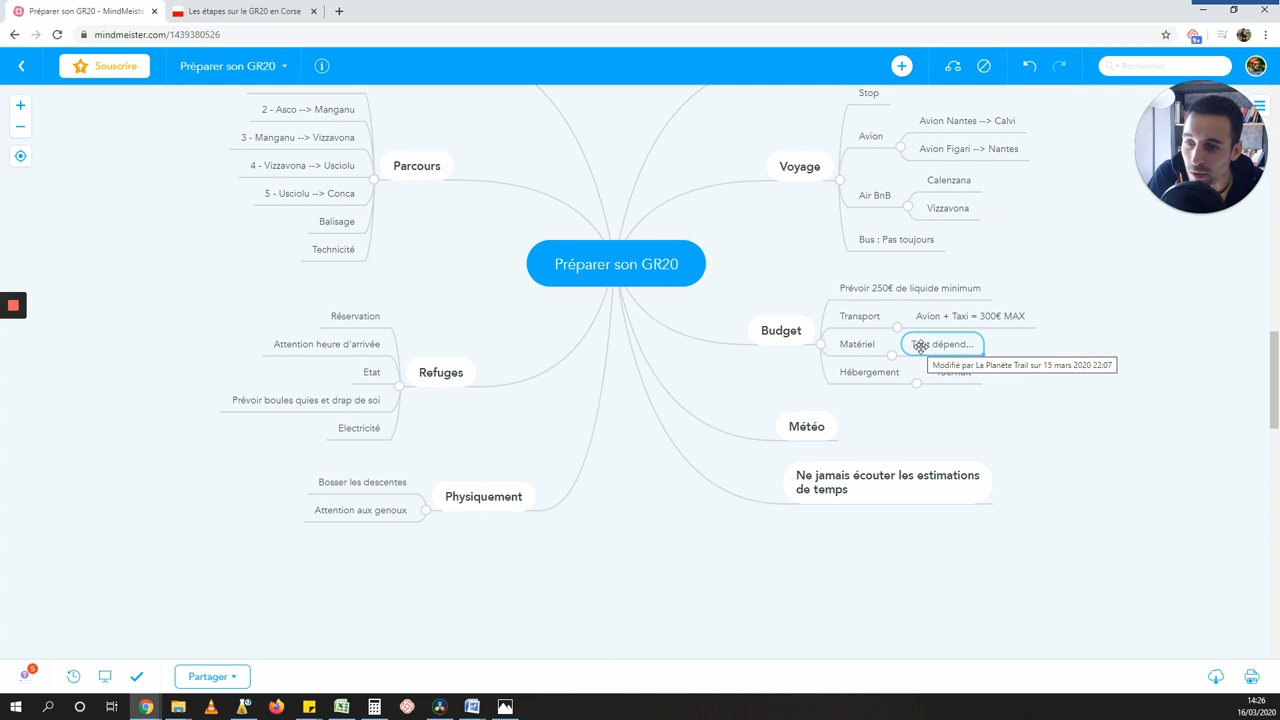 Préparer son GR20 - MindMeister
Les étapes sur le GR20 en Corse
mindmeister.com/1439380526
9+
Souscrire
Préparer son GR20
Rechercher
2 - Asco --> Manganu
3 - Manganu --> Vizzavona
4 - Vizzavona --> Usciolu
5 - Usciolu --> Conca
Balisage
Technicité
Parcours
Stop
Avion
Avion Nantes --> Calvi
Avion Figari --> Nantes
Voyage
Air BnB
Calenzana
Vizzavona
Bus : Pas toujours
Préparer son GR20
Prévoir 250€ de liquide minimum
Transport
Avion + Taxi = 300€ MAX
Budget
Matériel
dépend...
Modifié par La Planète Trail sur 15 mars 2020 22:07
Hébergement
Réservation
Attention heure d'arrivée
Etat
Refuges
Prévoir boules quies et drap de soi
Electricité
Météo
Ne jamais écouter les estimations
de temps
Bosser les descentes
Physiquement
Attention aux genoux
5
Partager
14:26
16/03/2020